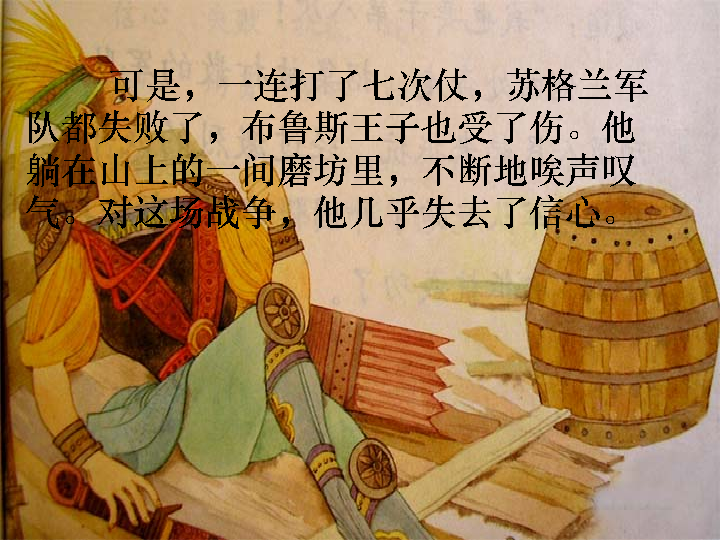 可是，一连打了七次仗，苏格兰军
队都失败了，布鲁斯王子也受了伤。他
躺在山上的一间磨坊里，不断地唉声叹
气。对这场战争，他几乎失去了信心。